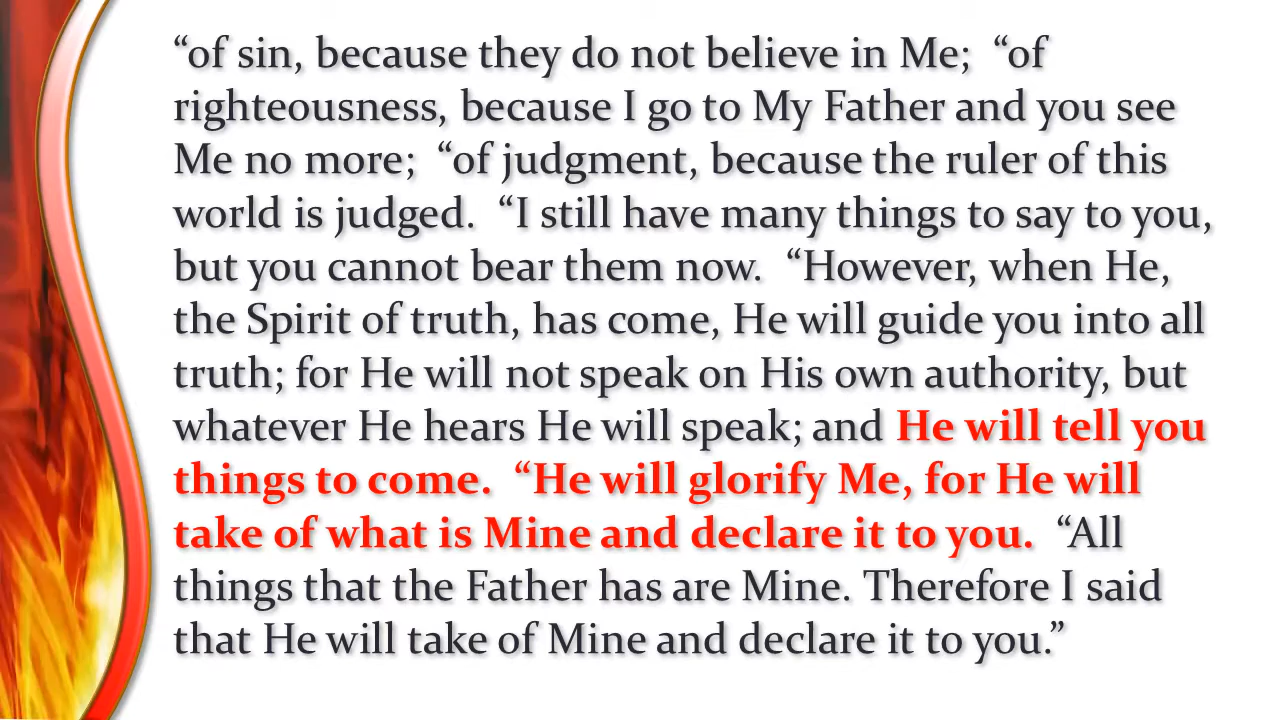 “of sin, because they do not believe in Me;  “of
righteousness, because I go to My Father and you see
Me no more;  “of judgment, because the ruler of this
world is judged.  “I still have many things to say to you,
but you cannot bear them now.  “However, when He,
the Spirit of truth, has come, He will guide you into all
truth; for He will not speak on His own authority, but
whatever He hears He will speak; and He will tell you
things to come.  “He will glorify Me, for He will
take of what is Mine and declare it to you.  “All
things that the Father has are Mine. Therefore I said
that He will take of Mine and declare it to you.”